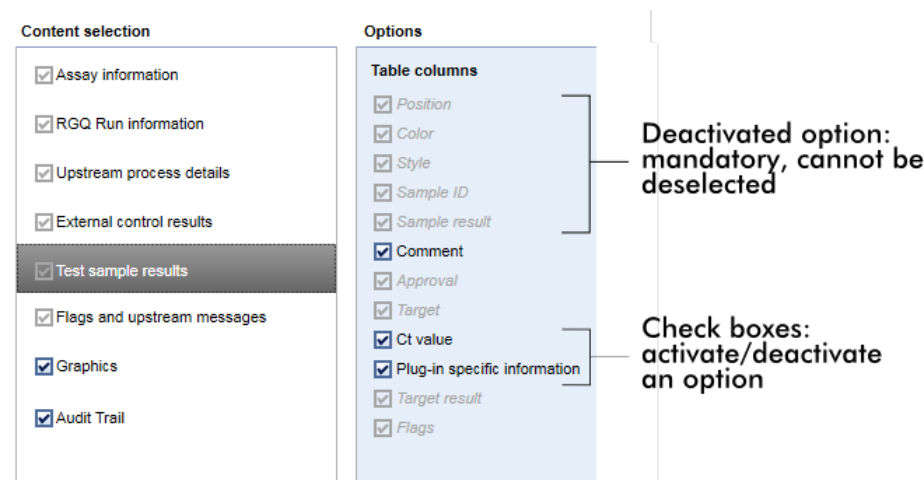 Content selection
Assay information
RGQ Run information
Upstream process details
External control results
Test sample results
Flags and upstream messages
Graphics
Audit Trail
Options
Table columns
Position
Color
Style
Sample ID
Sample result
Comment
Approval
Target
Ct value
Plug-in specific information
Target result
Flags
Deactivated option:
mandatory, cannot be
deselected
Check boxes:
activate/deactivate
an option